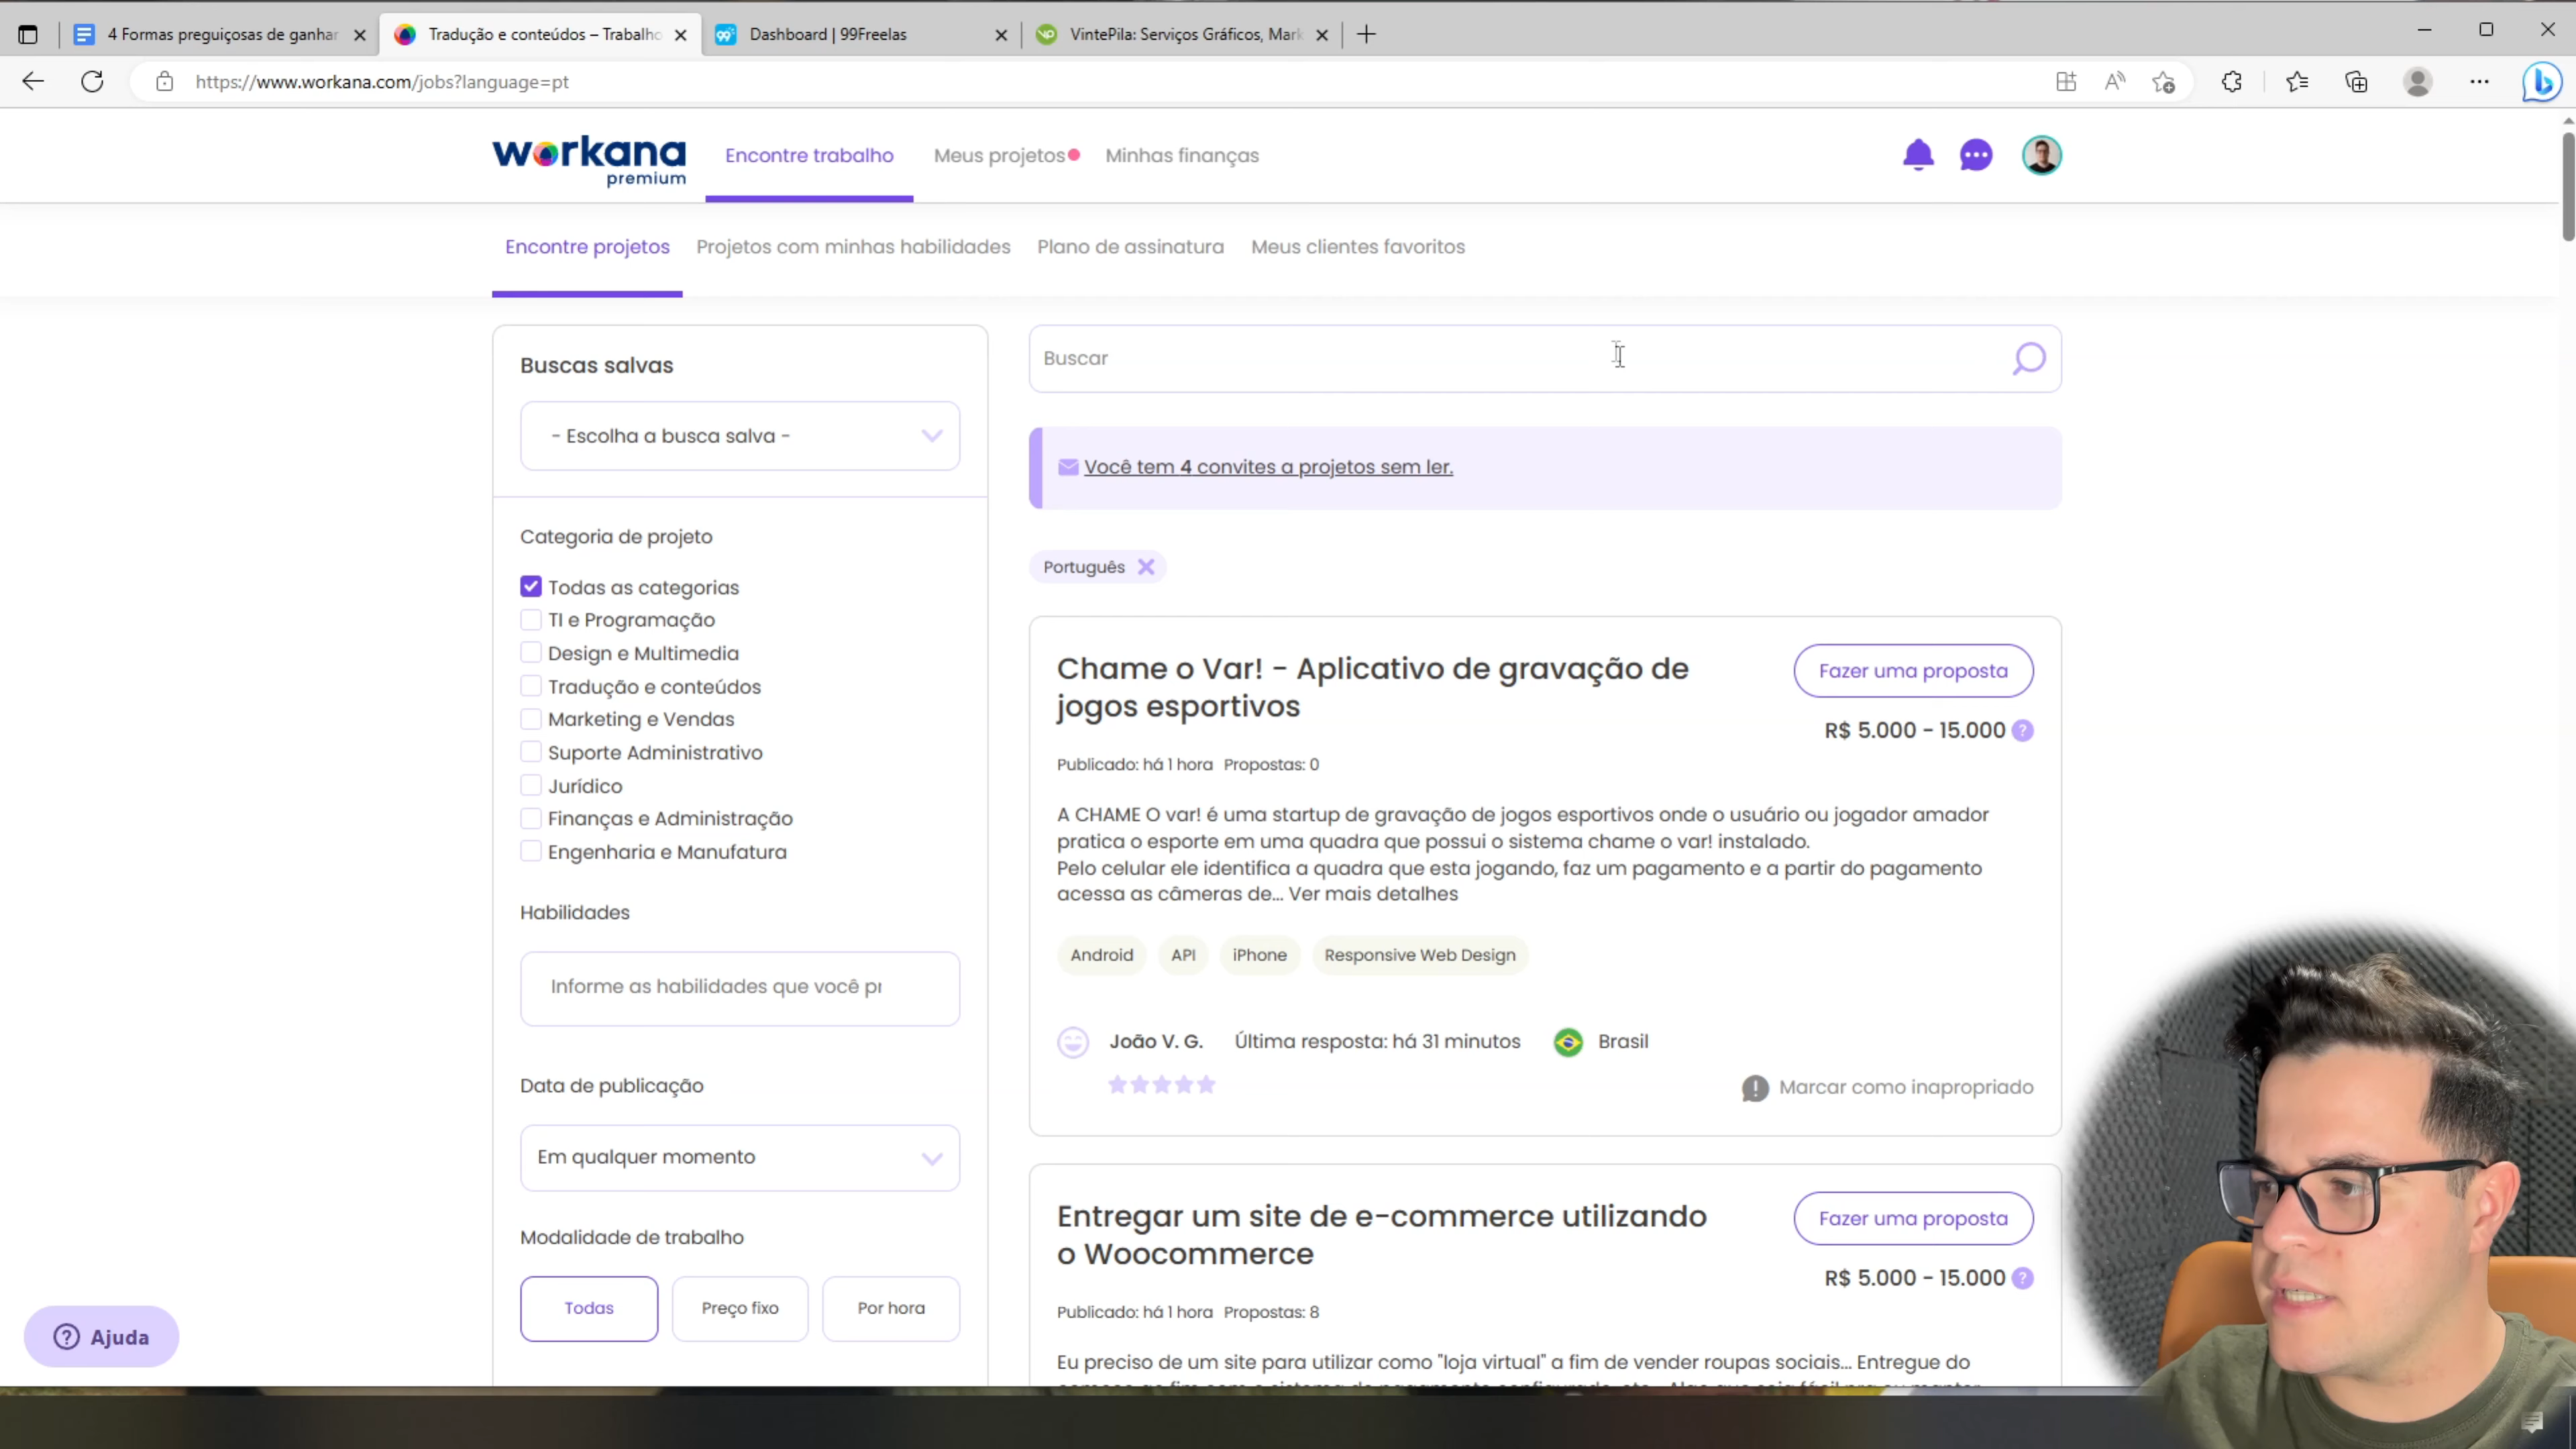 4 Formas preguiçosas de ganhar
Tradução e conteúdos – Trabalho
99
Dashboard | 99Freelas
VP
VintePila: Serviços Gráficos, Mark
https://www.workana.com/jobs?language=pt
workana
premium
Encontre trabalho
Meus projetos
Minhas finanças
Encontre projetos
Projetos com minhas habilidades
Plano de assinatura
Meus clientes favoritos
Buscas salvas
- Escolha a busca salva -
Categoria de projeto
Todas as categorias
TI e Programação
Design e Multimedia
Tradução e conteúdos
Marketing e Vendas
Suporte Administrativo
Jurídico
Finanças e Administração
Engenharia e Manufatura
Habilidades
Informe as habilidades que você pr
Data de publicação
Em qualquer momento
Modalidade de trabalho
Todas
Preço fixo
Por hora
Ajuda
Buscar
Você tem 4 convites a projetos sem ler.
Português
Chame o Var! - Aplicativo de gravação de
jogos esportivos
Fazer uma proposta
R$ 5.000 - 15.000 ?
Publicado: há 1 hora Propostas: 0
A CHAME O var! é uma startup de gravação de jogos esportivos onde o usuário ou jogador amador
pratica o esporte em uma quadra que possui o sistema chame o var! instalado.
Pelo celular ele identifica a quadra que esta jogando, faz um pagamento e a partir do pagamento
acessa as câmeras de... Ver mais detalhes
Android
API
iPhone
Responsive Web Design
João V. G.
Última resposta: há 31 minutos
Brasil
Marcar como inapropriado
Entregar um site de e-commerce utilizando
o Woocommerce
Fazer uma proposta
R$ 5.000 - 15.000 ?
Publicado: há 1 hora Propostas: 8
Eu preciso de um site para utilizar como "loja virtual" a fim de vender roupas sociais... Entregue do